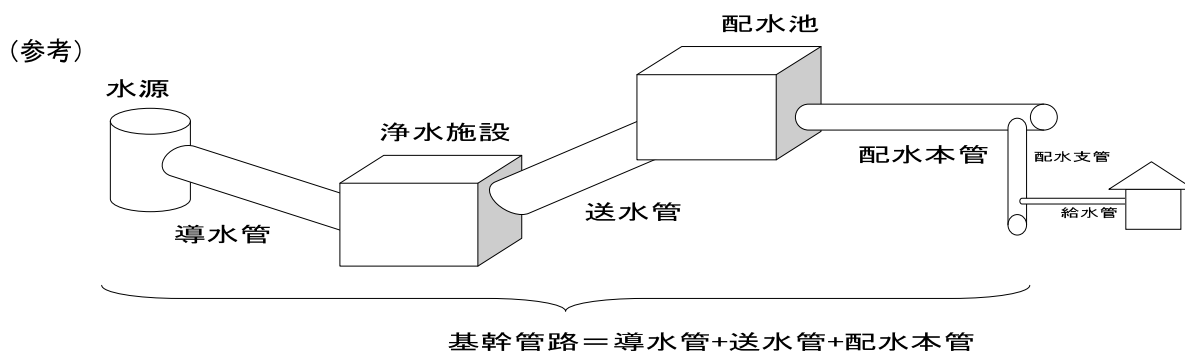 （参考）
水源
導水管
浄水施設
送水管
配水池
配水本管
配水支管
給水管
基幹管路＝導水管+送水管+配水本管